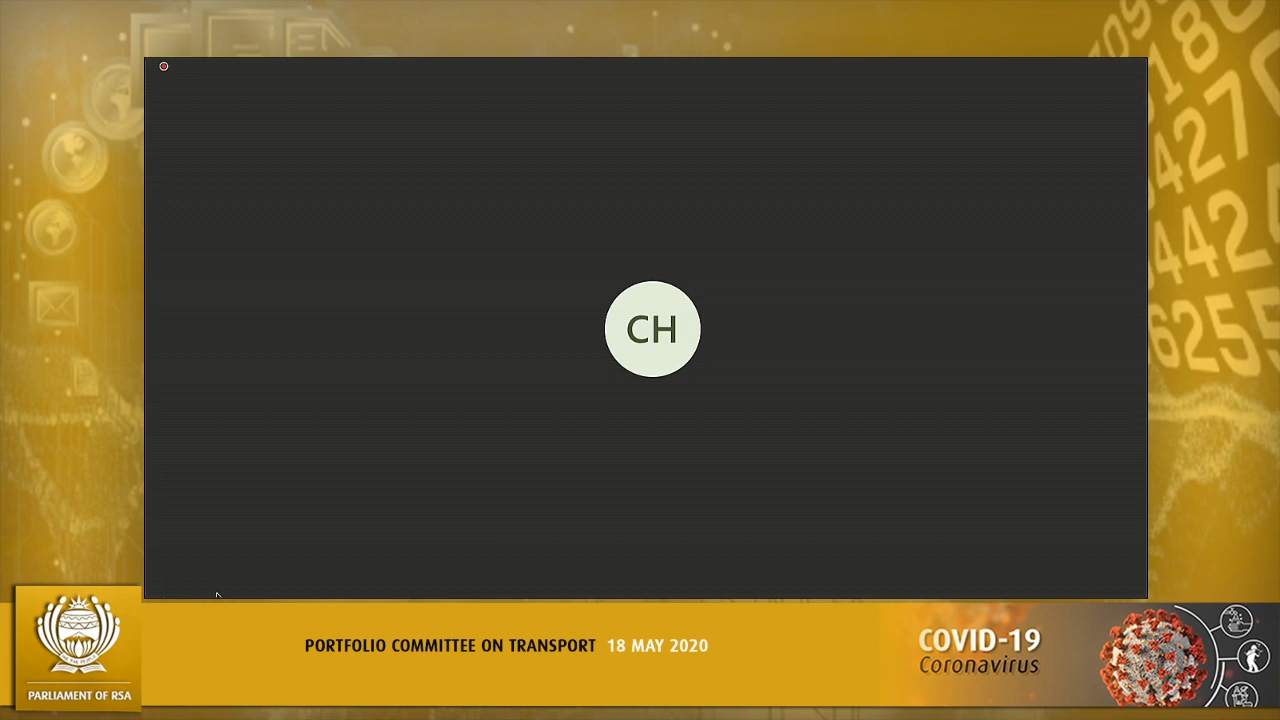 CH
PORTFOLIO COMMITTEE ON TRANSPORT 18 MAY 2020
COVID-19
Coronavirus
PARLIAMENT OF RSA